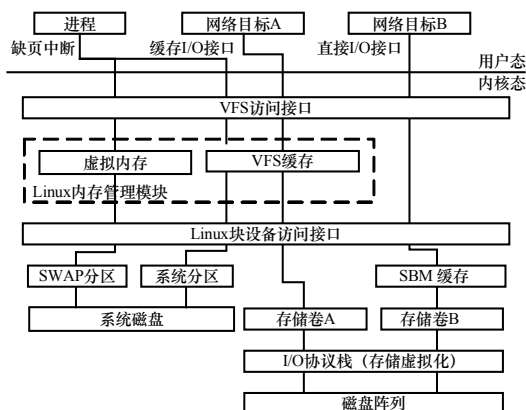 进程
网络目标A
网络目标B
缺页中断
缓存I/O接口
直接I/O接口
用户态
内核态
VFS访问接口
虚拟内存
VFS缓存
Linux内存管理模块
Linux块设备访问接口
SWAP分区
系统分区
SBM 缓存
系统磁盘
存储卷A
存储卷B
I/O协议栈（存储虚拟化）
磁盘阵列